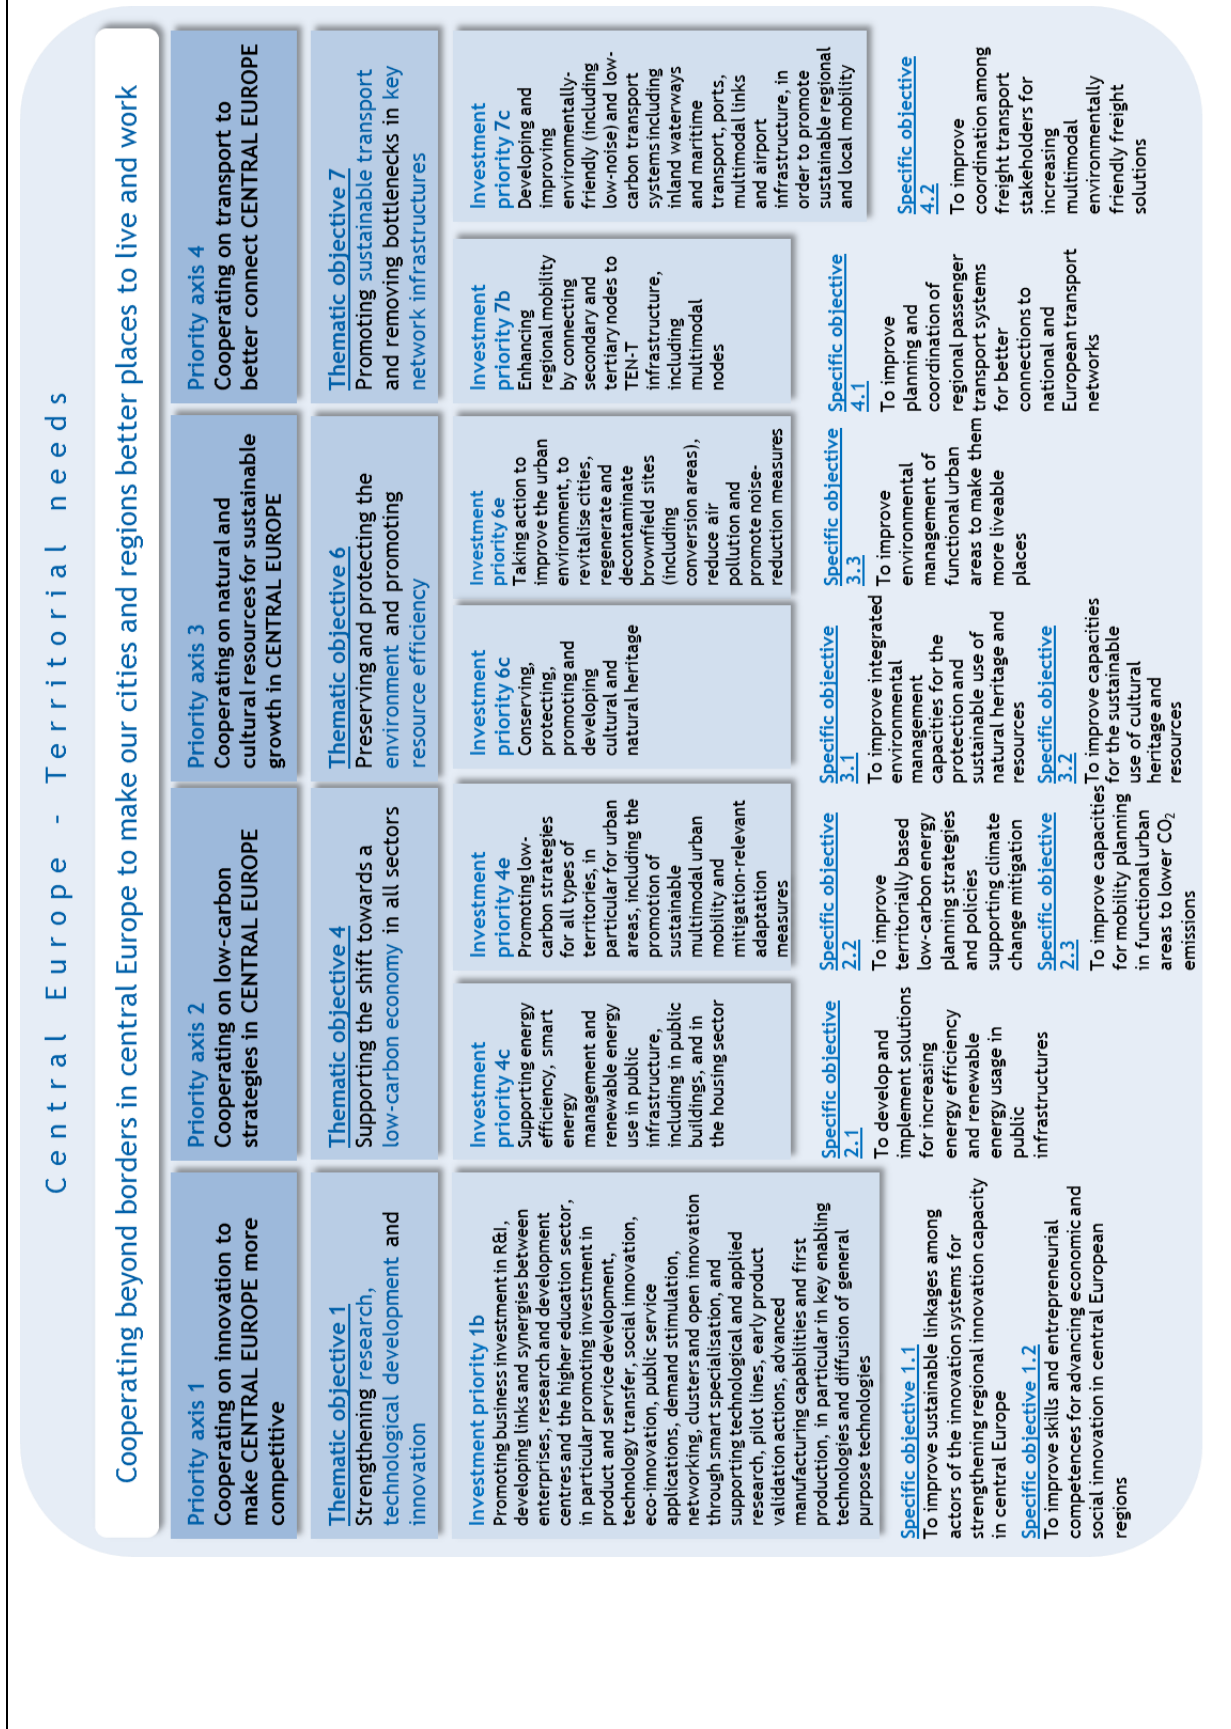 Central Europe - Territorial needs
Cooperating beyond borders in central Europe to make our cities and regions better places to live and work
Priority axis 1
Cooperating on innovation to
make CENTRAL EUROPE more
competitive
Priority axis 2
Cooperating on low-carbon
strategies in CENTRAL EUROPE
Priority axis 3
Cooperating on natural and
cultural resources for sustainable
growth in CENTRAL EUROPE
Priority axis 4
Cooperating on transport to
better connect CENTRAL EUROPE
Thematic objective 1
Strengthening research,
technological development and
innovation
Thematic objective 4
Supporting the shift towards a
low-carbon economy in all sectors
Thematic objective 6
Preserving and protecting the
environment and promoting
resource efficiency
Thematic objective 7
Promoting sustainable transport
and removing bottlenecks in key
network infrastructures
Investment priority 1b
Promoting business investment in R&I,
developing links and synergies between
enterprises, research and development
centres and the higher education sector,
in particular promoting investment in
product and service development,
technology transfer, social innovation,
eco-innovation, public service
applications, demand stimulation,
networking, clusters and open innovation
through smart specialisation, and
supporting technological and applied
research, pilot lines, early product
validation actions, advanced
manufacturing capabilities and first
production, in particular in key enabling
technologies and diffusion of general
purpose technologies
Investment
priority 4c
Supporting energy
efficiency, smart
energy
management and
renewable energy
use in public
infrastructure,
including in public
buildings, and in
the housing sector
Investment
priority 4e
Promoting low-
carbon strategies
for all types of
territories, in
particular for urban
areas, including the
promotion of
sustainable
multimodal urban
mobility and
mitigation-relevant
adaptation
measures
Investment
priority 6c
Conserving,
protecting,
promoting and
developing
cultural and
natural heritage
Investment
priority 6e
Taking action to
improve the urban
environment, to
revitalise cities,
regenerate and
decontaminate
brownfield sites
(including
conversion areas),
reduce air
pollution and
promote noise-
reduction measures
Investment
priority 7b
Enhancing
regional mobility
by connecting
secondary and
tertiary nodes to
TEN-T
infrastructure,
including
multimodal
nodes
Investment
priority 7c
Developing and
improving
environmentally-
friendly (including
low-noise) and low-
carbon transport
systems including
inland waterways
and maritime
transport, ports,
multimodal links
and airport
infrastructure, in
order to promote
sustainable regional
and local mobility
Specific objective 1.1
To improve sustainable linkages among
actors of the innovation systems for
strengthening regional innovation capacity
in central Europe
Specific objective 1.2
To improve skills and entrepreneurial
competences for advancing economic and
social innovation in central European
regions
Specific objective
2.1
To develop and
implement solutions
for increasing
energy efficiency
and renewable
energy usage in
public
infrastructures
Specific objective
2.2
To improve
territorially based
low-carbon energy
planning strategies
and policies
supporting climate
change mitigation
Specific objective
2.3
To improve capacities
for mobility planning
in functional urban
areas to lower CO₂
emissions
Specific objective
3.1
To improve integrated
environmental
management
capacities for the
protection and
sustainable use of
natural heritage and
resources
Specific objective
3.2
To improve capacities
for the sustainable
use of cultural
heritage and
resources
Specific objective
3.3
To improve
environmental
management of
functional urban
areas to make them
more liveable
places
Specific objective
4.1
To improve
planning and
coordination of
regional passenger
transport systems
for better
connections to
national and
European transport
networks
Specific objective
4.2
To improve
coordination among
freight transport
stakeholders for
increasing
multimodal
environmentally
friendly freight
solutions